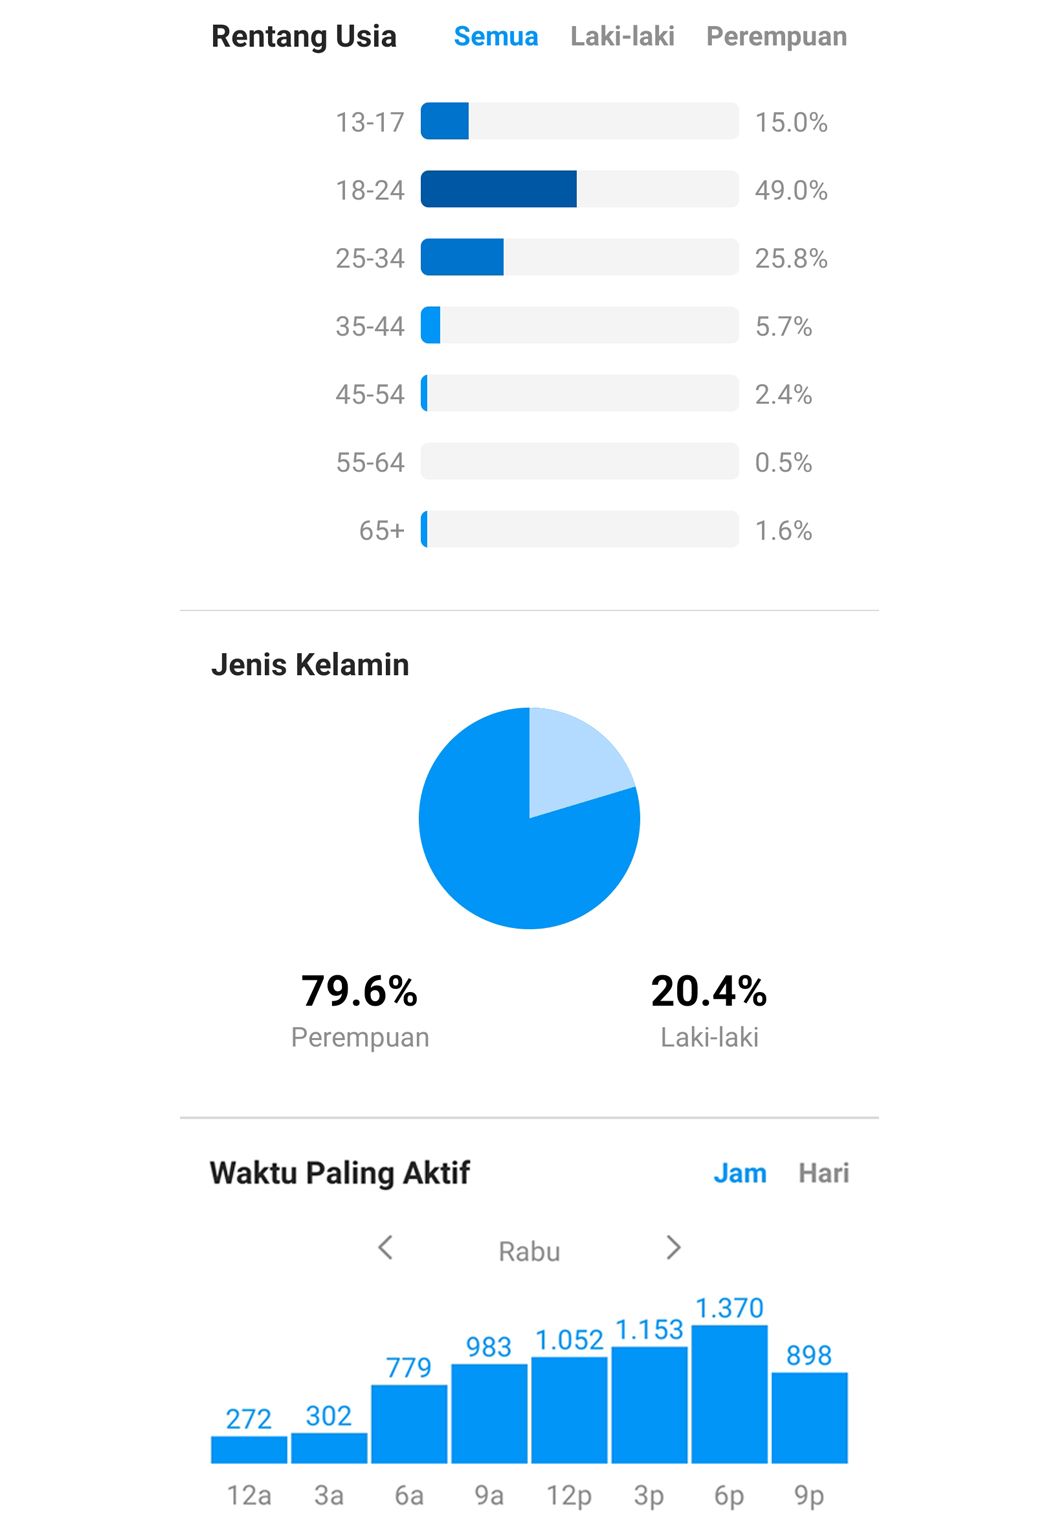 Rentang Usia Semua Laki-laki Perempuan
13-17 15.0%
18-24 49.0%
25-34 25.8%
35-44 5.7%
45-54 2.4%
55-64 0.5%
65+ 1.6%
Jenis Kelamin
79.6% 20.4%
Perempuan Laki-laki
Waktu Paling Aktif Jam Hari
Rabu
272 302 779 983 1.052 1.153 1.370 898
12a 3a 6a 9a 12p 3p 6p 9p